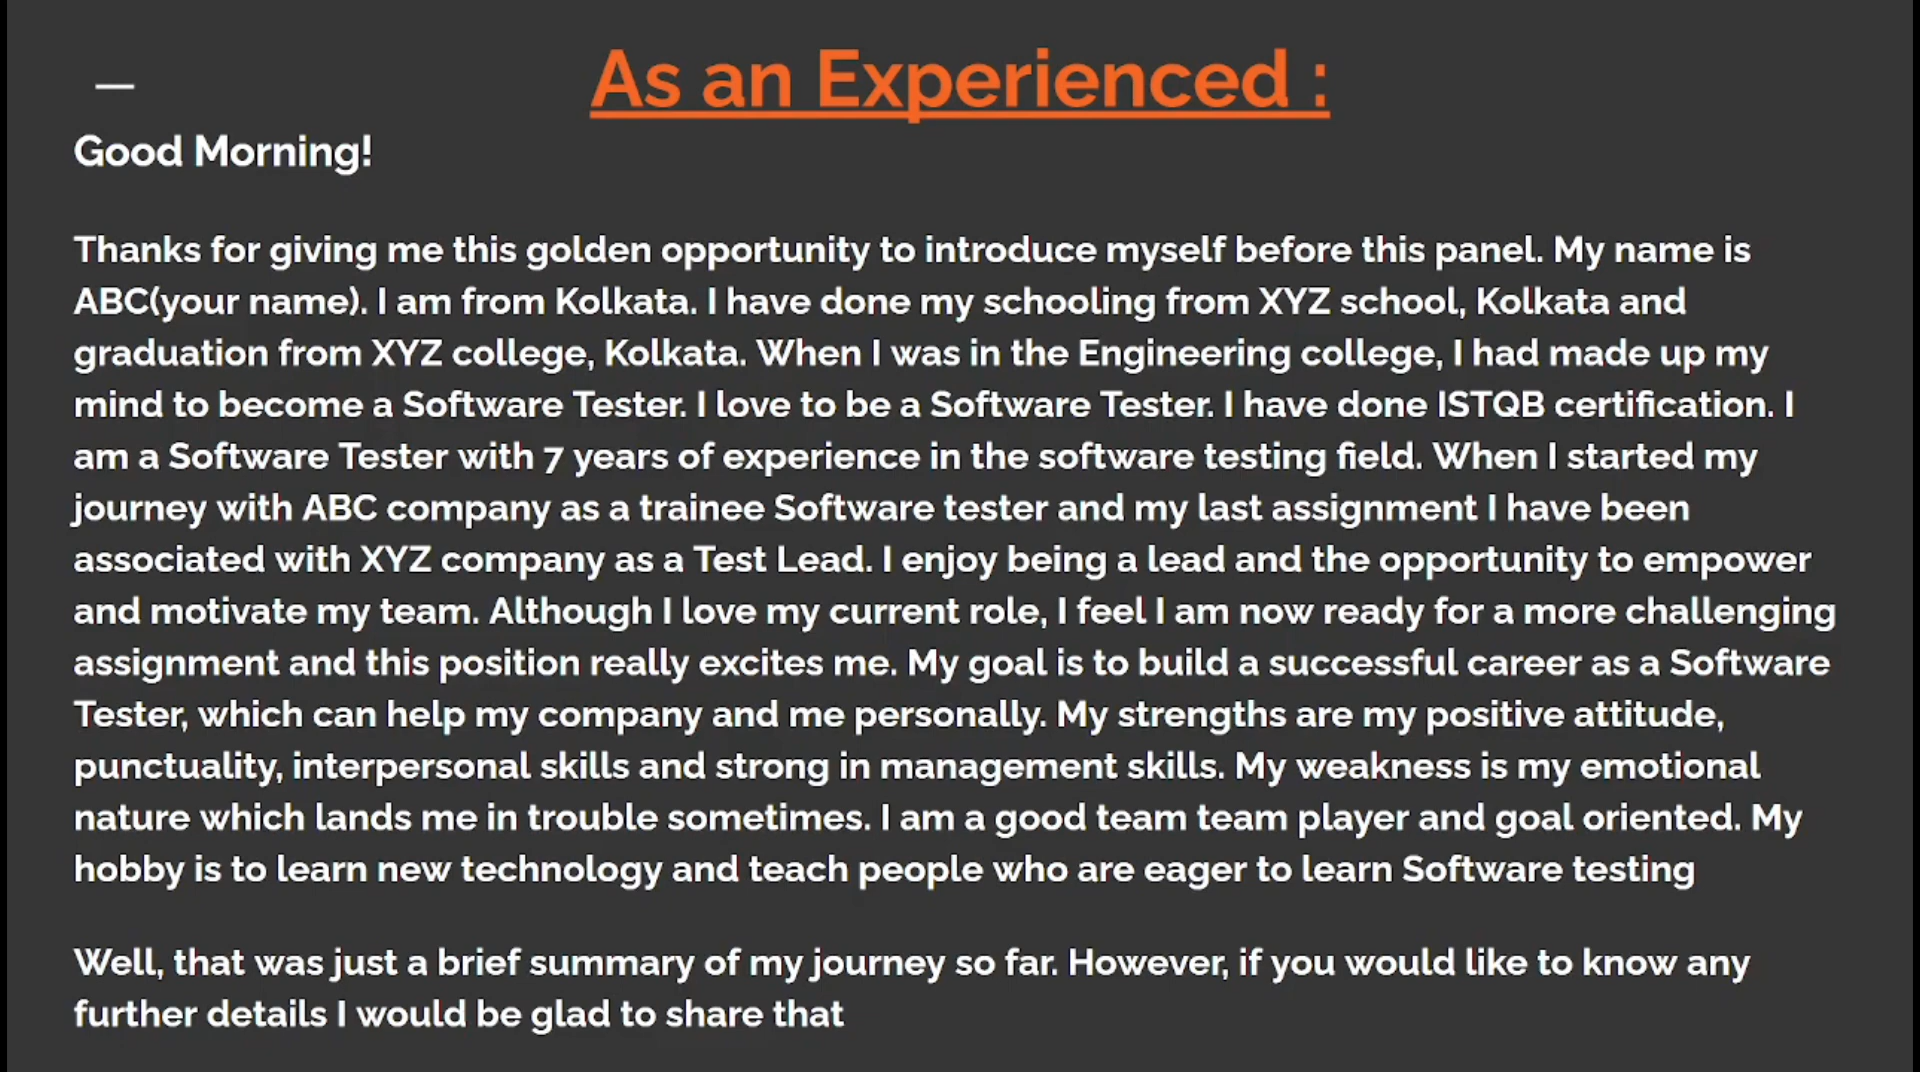 As an Experienced :
Good Morning!
Thanks for giving me this golden opportunity to introduce myself before this panel. My name is
ABC(your name). I am from Kolkata. I have done my schooling from XYZ school, Kolkata and
graduation from XYZ college, Kolkata. When I was in the Engineering college, I had made up my
mind to become a Software Tester. I love to be a Software Tester. I have done ISTQB certification. I
am a Software Tester with 7 years of experience in the software testing field. When I started my
journey with ABC company as a trainee Software tester and my last assignment I have been
associated with XYZ company as a Test Lead. I enjoy being a lead and the opportunity to empower
and motivate my team. Although I love my current role, I feel I am now ready for a more challenging
assignment and this position really excites me. My goal is to build a successful career as a Software
Tester, which can help my company and me personally. My strengths are my positive attitude,
punctuality, interpersonal skills and strong in management skills. My weakness is my emotional
nature which lands me in trouble sometimes. I am a good team team player and goal oriented. My
hobby is to learn new technology and teach people who are eager to learn Software testing
Well, that was just a brief summary of my journey so far. However, if you would like to know any
further details I would be glad to share that